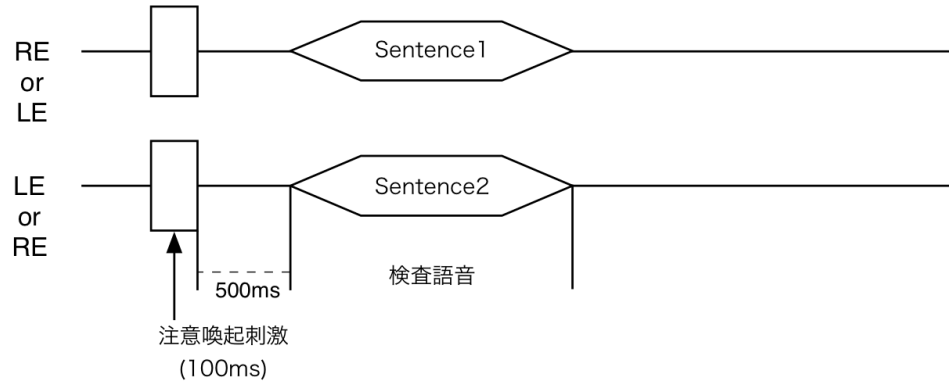 RE
or
LE
Sentence1
LE
or
RE
Sentence2
500ms
検査語音
注意喚起刺激
(100ms)